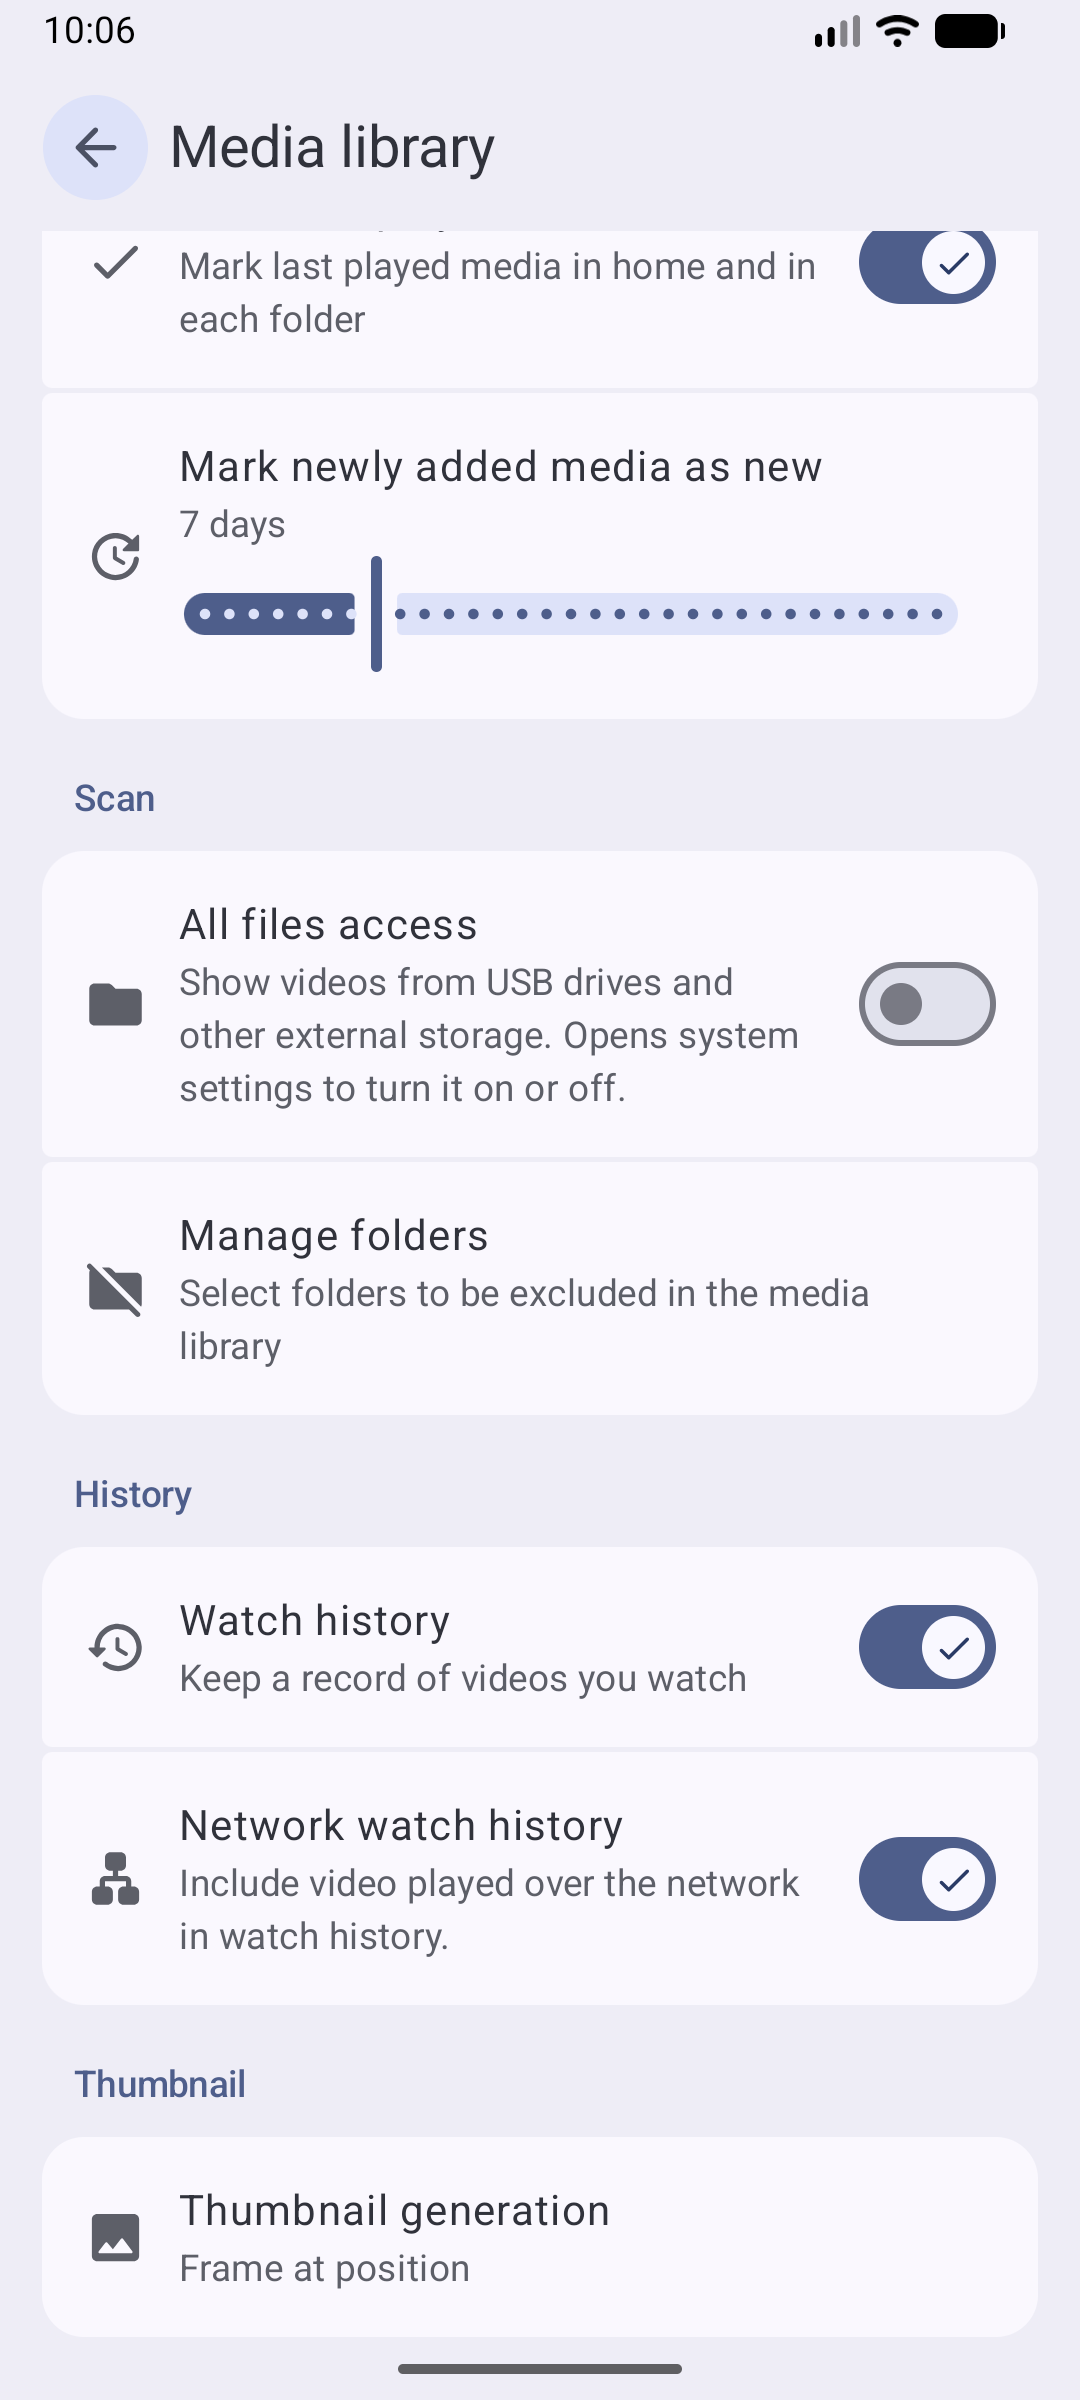 10:06
Media library
Mark last played media in home and in
each folder
Mark newly added media as new
7 days
Scan
All files access
Show videos from USB drives and
other external storage. Opens system
settings to turn it on or off.
Manage folders
Select folders to be excluded in the media
library
History
Watch history
Keep a record of videos you watch
Network watch history
Include video played over the network
in watch history.
Thumbnail
Thumbnail generation
Frame at position